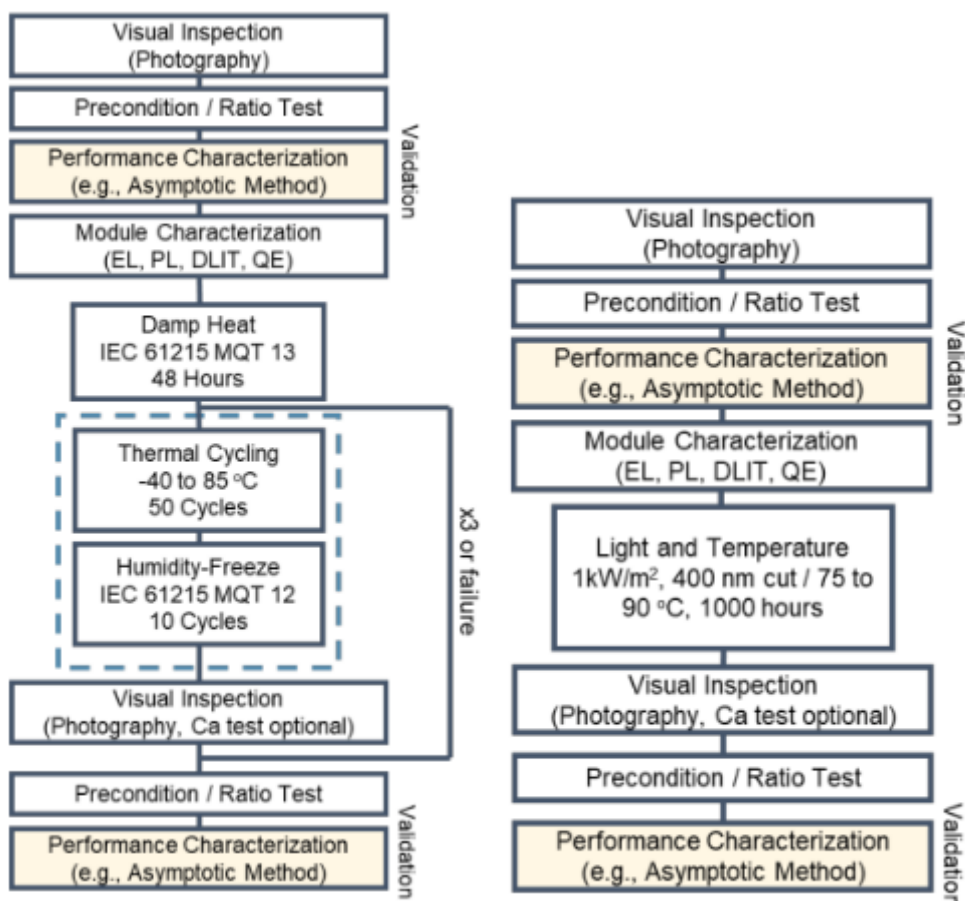 Visual Inspection
(Photography)
Precondition / Ratio Test
Performance Characterization
(e.g., Asymptotic Method)
Validation
Module Characterization
(EL, PL, DLIT, QE)
Damp Heat
IEC 61215 MQT 13
48 Hours
Thermal Cycling
-40 to 85 ºC
50 Cycles
Humidity-Freeze
IEC 61215 MQT 12
10 Cycles
x3 or failure
Visual Inspection
(Photography, Ca test optional)
Precondition / Ratio Test
Performance Characterization
(e.g., Asymptotic Method)
Validation
Visual Inspection
(Photography)
Precondition / Ratio Test
Performance Characterization
(e.g., Asymptotic Method)
Validation
Module Characterization
(EL, PL, DLIT, QE)
Light and Temperature
1kW/m², 400 nm cut / 75 to
90 ºC, 1000 hours
Visual Inspection
(Photography, Ca test optional)
Precondition / Ratio Test
Performance Characterization
(e.g., Asymptotic Method)
Validation